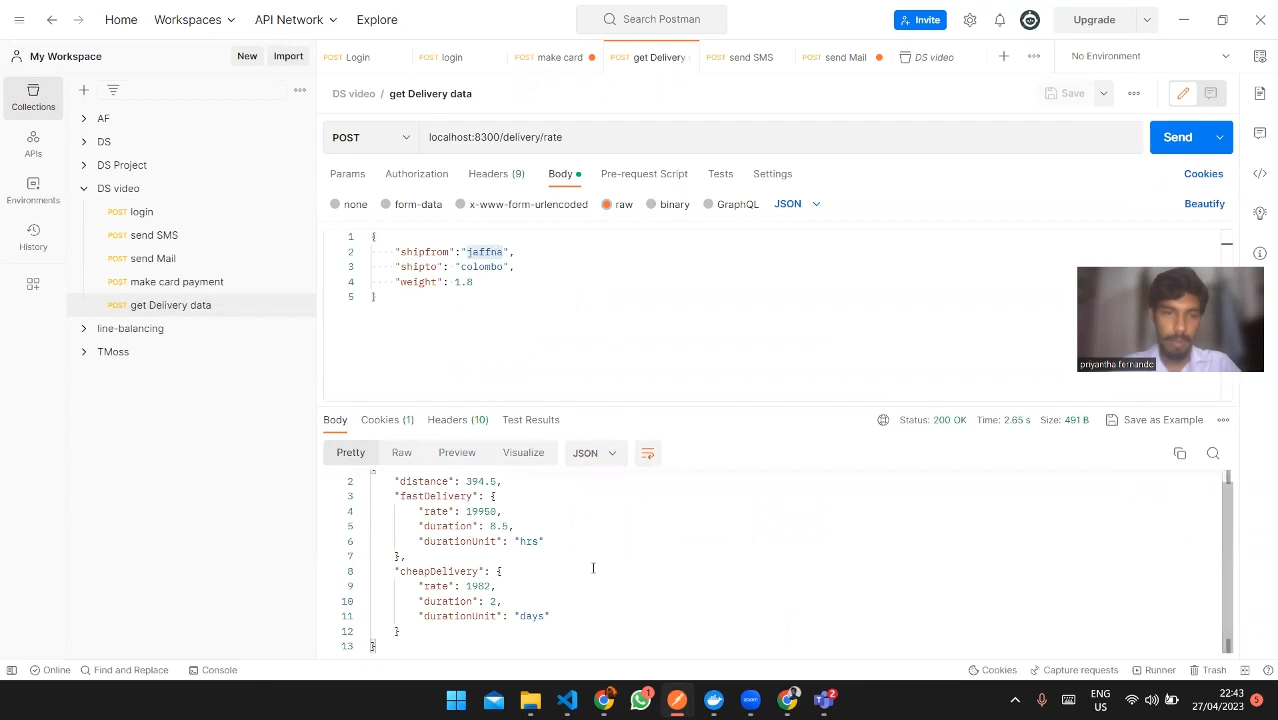 Home
Workspaces
API Network
Explore
Search Postman
Invite
Upgrade
My Workspace
New
Import
POST Login
POST login
POST make card
POST get Delivery
POST send SMS
POST send Mail
DS video
No Environment
Collections
APIs
Environments
History
AF
DS
DS Project
DS video
POST login
POST send SMS
POST send Mail
POST make card payment
POST get Delivery data
line-balancing
TMoss
DS video / get Delivery data
Save
POST
localhost:8300/delivery/rate
Send
Params
Authorization
Headers (9)
Body
Pre-request Script
Tests
Settings
Cookies
none
form-data
x-www-form-urlencoded
raw
binary
GraphQL
JSON
Beautify
1 {
2 "shipfrom":"jaffna",
3 "shipto": "colombo",
4 "weight": 1.8
5 }
priyantha fernando
Body
Cookies (1)
Headers (10)
Test Results
Status: 200 OK
Time: 2.65 s
Size: 491 B
Save as Example
Pretty
Raw
Preview
Visualize
JSON
2 "distance": 394.5,
3 "fastDelivery": {
4 "rate": 19950,
5 "duration": 8.5,
6 "durationUnit": "hrs"
7 },
8 "cheapDelivery": {
9 "rate": 1982,
10 "duration": 2,
11 "durationUnit": "days"
12 }
13 }
Online
Find and Replace
Console
Cookies
Capture requests
Runner
Trash
1
2
ENG
US
22:43
27/04/2023
5